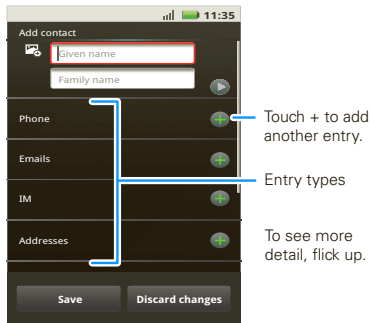 11:35
Add contact
Given name
Family name
Phone
Touch + to add
another entry.
Emails
Entry types
IM
Addresses
To see more
detail, flick up.
Save
Discard changes